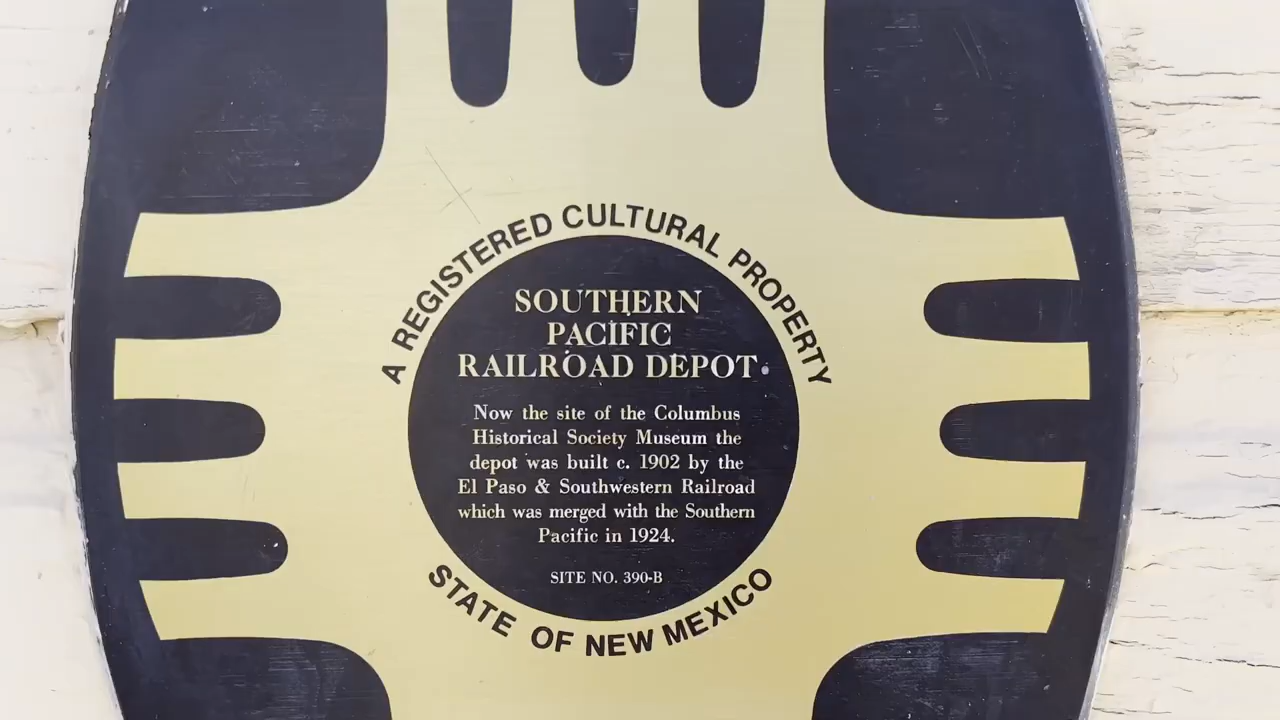 A REGISTERED CULTURAL PROPERTY
SOUTHERN
PACIFIC
RAILROAD DEPOT
Now the site of the Columbus
Historical Society Museum the
depot was built c. 1902 by the
El Paso & Southwestern Railroad
which was merged with the Southern
Pacific in 1924.
SITE NO. 390-B
STATE OF NEW MEXICO